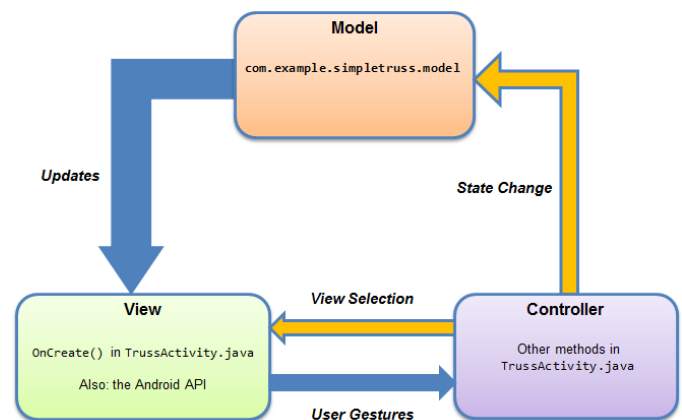 Model
com.example.simpletruss.model
Updates
State Change
View
OnCreate() in TrussActivity.java
Also: the Android API
View Selection
User Gestures
Controller
Other methods in
TrussActivity.java